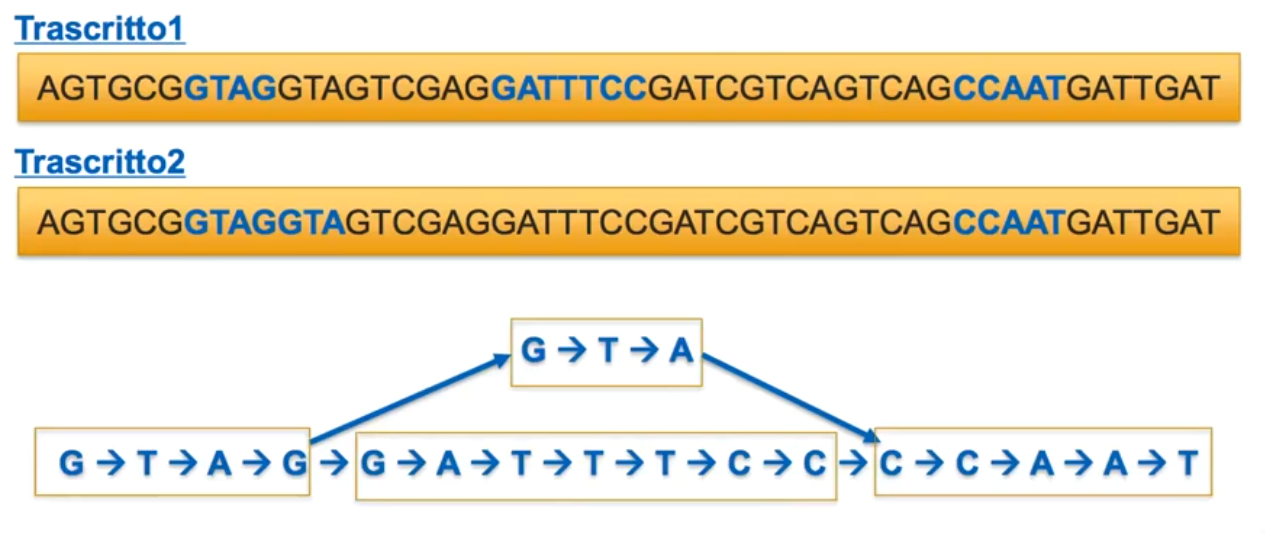 Trascritto1
AGTGCGGTAGGTAGTCGAGGATTTCCGATCGTCAGTCAGCCAATGATTGAT
Trascritto2
AGTGCGGTAGGTAGTCGAGGATTTCCGATCGTCAGTCAGCCAATGATTGAT
G → T → A
G → T → A → G → G → A → T → T → T → C → C → C → C → A → A → T